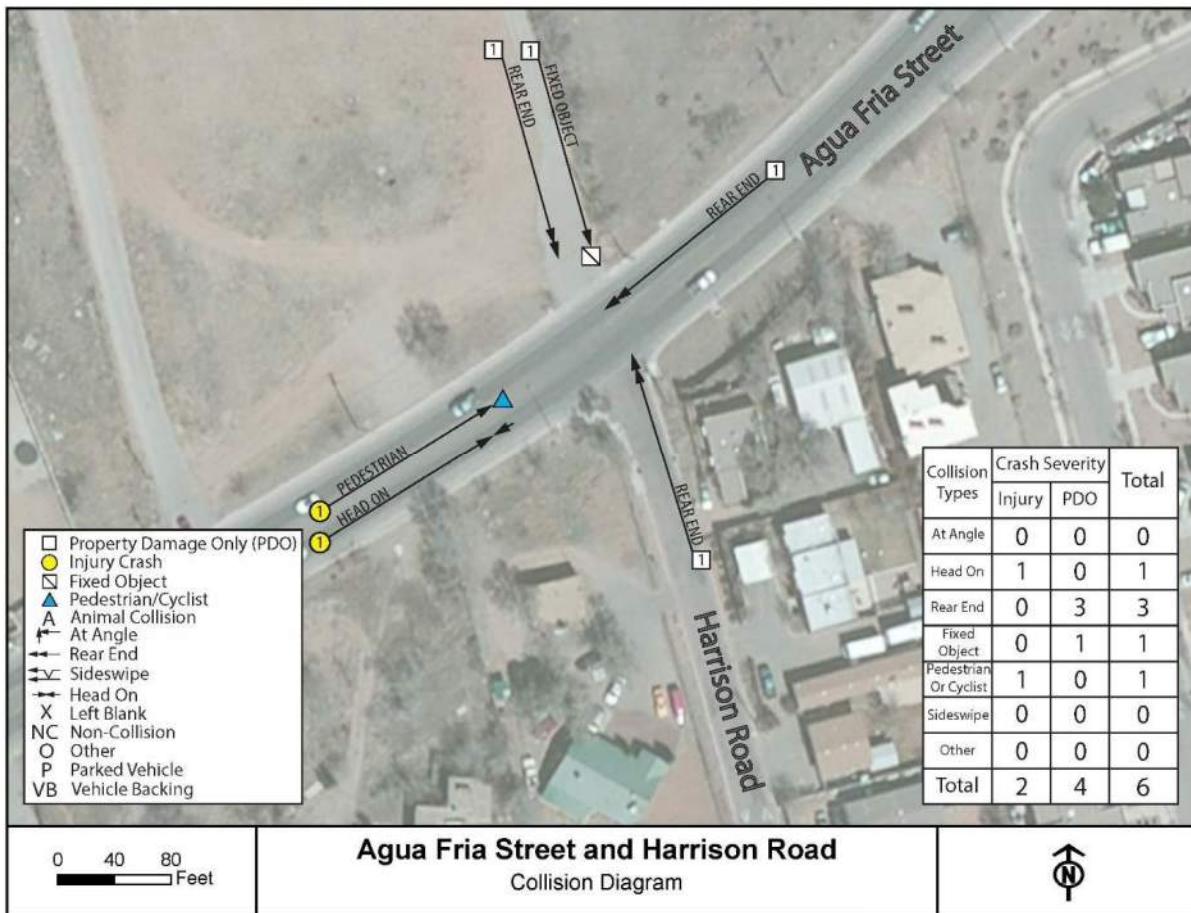 1
1
REAR END
FIXED OBJECT
Agua Fria Street
1
REAR END
PEDESTRIAN
1
HEAD ON
1
REAR END
1
Harrison Road
Property Damage Only (PDO)
Injury Crash
Fixed Object
Pedestrian/Cyclist
A Animal Collision
At Angle
Rear End
Sideswipe
Head On
X Left Blank
NC Non-Collision
O Other
P Parked Vehicle
VB Vehicle Backing
Collision Types Crash Severity Total
Injury PDO
At Angle 0 0 0
Head On 1 0 1
Rear End 0 3 3
Fixed Object 0 1 1
Pedestrian Or Cyclist 1 0 1
Sideswipe 0 0 0
Other 0 0 0
Total 2 4 6
0 40 80
Feet
Agua Fria Street and Harrison Road
Collision Diagram
N